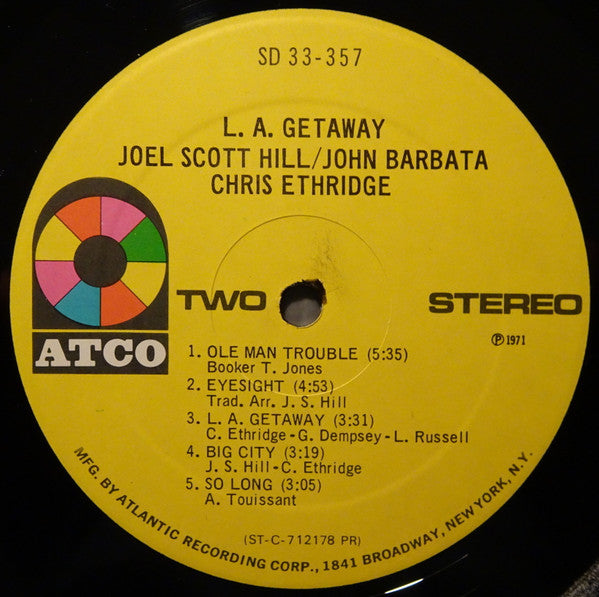 SD 33-357
L. A. GETAWAY
JOEL SCOTT HILL/JOHN BARBATA
CHRIS ETHRIDGE
ATCO
TWO
STEREO
Ⓟ 1971
1. OLE MAN TROUBLE (5:35)
Booker T. Jones
2. EYESIGHT (4:53)
Trad. Arr. J. S. Hill
3. L. A. GETAWAY (3:31)
C. Ethridge-G. Dempsey-L. Russell
4. BIG CITY (3:19)
J. S. Hill-C. Ethridge
5. SO LONG (3:05)
A. Touissant
(ST-C-712178 PR)
MFG. BY ATLANTIC RECORDING CORP., 1841 BROADWAY, NEW YORK, N.Y.